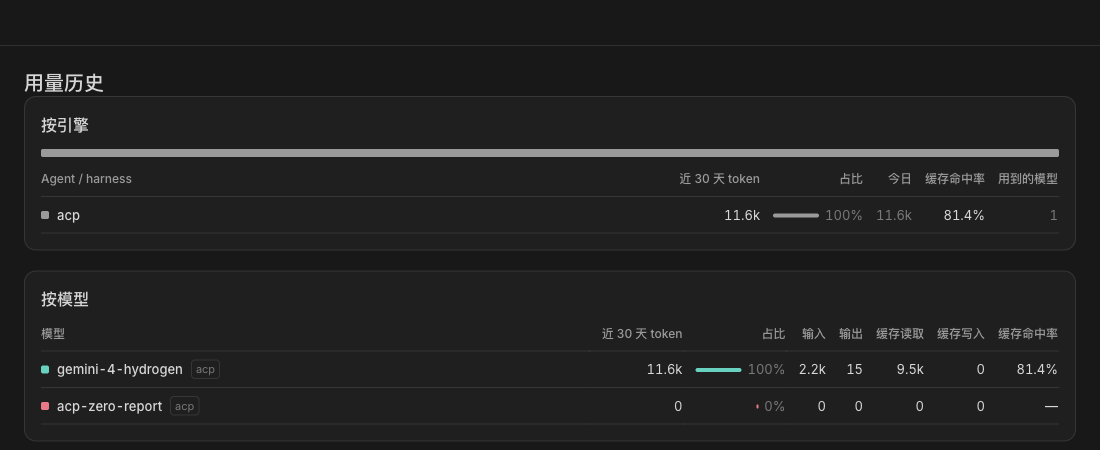 用量历史
按引擎
Agent / harness 近 30 天 token 占比 今日 缓存命中率 用到的模型
acp 11.6k 100% 11.6k 81.4% 1
按模型
模型 近 30 天 token 占比 输入 输出 缓存读取 缓存写入 缓存命中率
gemini-4-hydrogen acp 11.6k 100% 2.2k 15 9.5k 0 81.4%
acp-zero-report acp 0 0% 0 0 0 0 —